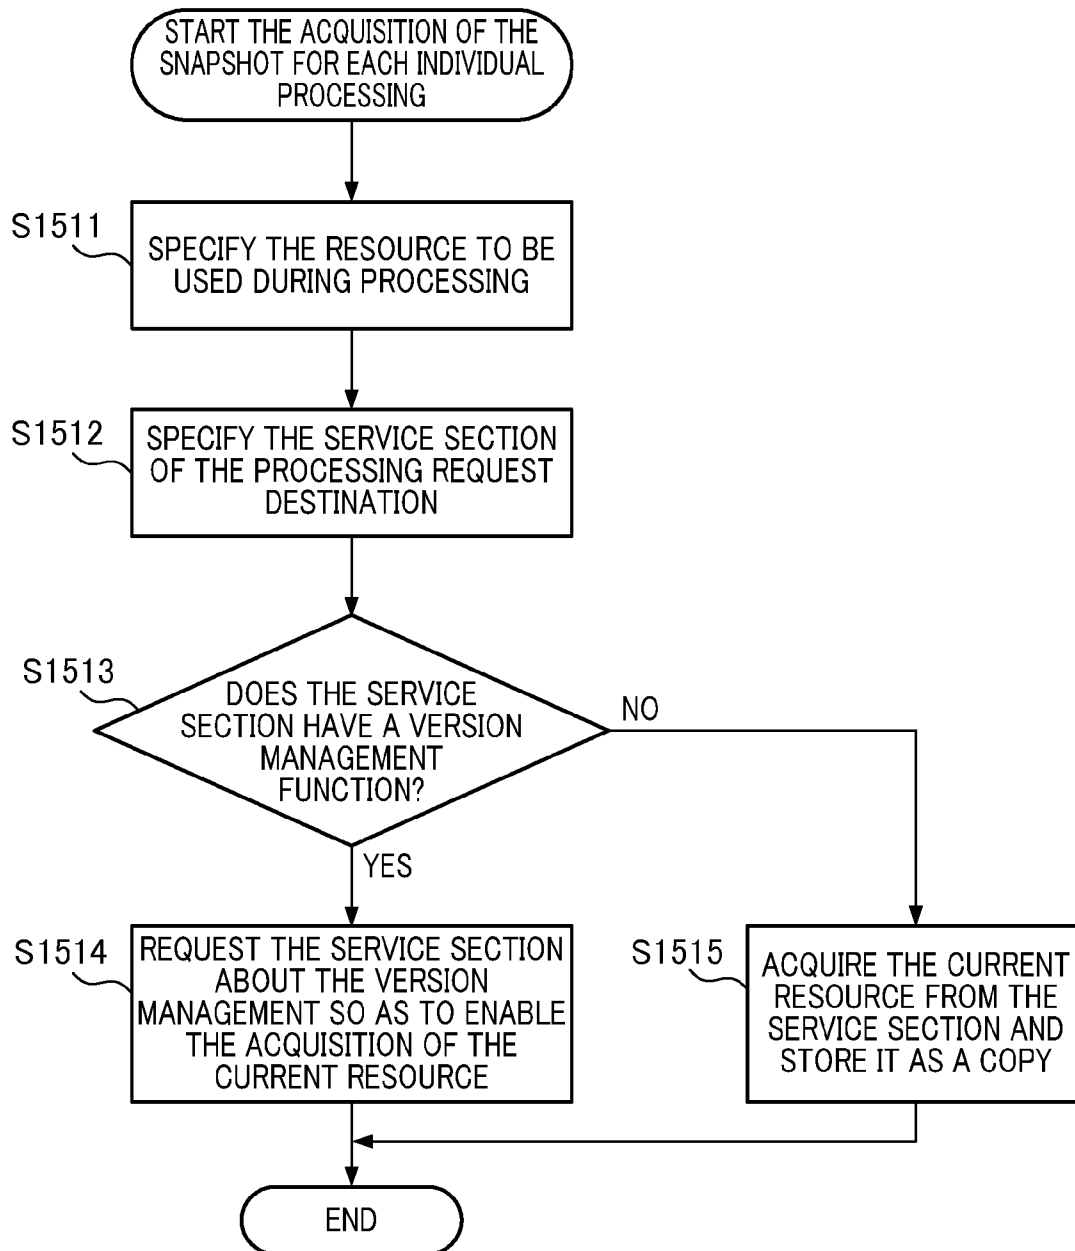 START THE ACQUISITION OF THE
SNAPSHOT FOR EACH INDIVIDUAL
PROCESSING
S1511
SPECIFY THE RESOURCE TO BE
USED DURING PROCESSING
S1512
SPECIFY THE SERVICE SECTION
OF THE PROCESSING REQUEST
DESTINATION
S1513
DOES THE SERVICE
SECTION HAVE A VERSION
MANAGEMENT
FUNCTION?
NO
YES
S1514
REQUEST THE SERVICE SECTION
ABOUT THE VERSION
MANAGEMENT SO AS TO ENABLE
THE ACQUISITION OF THE
CURRENT RESOURCE
S1515
ACQUIRE THE CURRENT
RESOURCE FROM THE
SERVICE SECTION AND
STORE IT AS A COPY
END